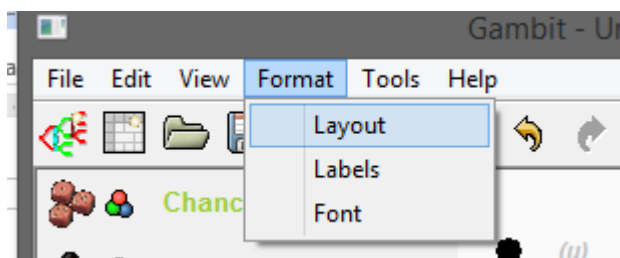 Gambit - U
File Edit View Format Tools Help
Layout
Labels
Chanc
Font
(u)